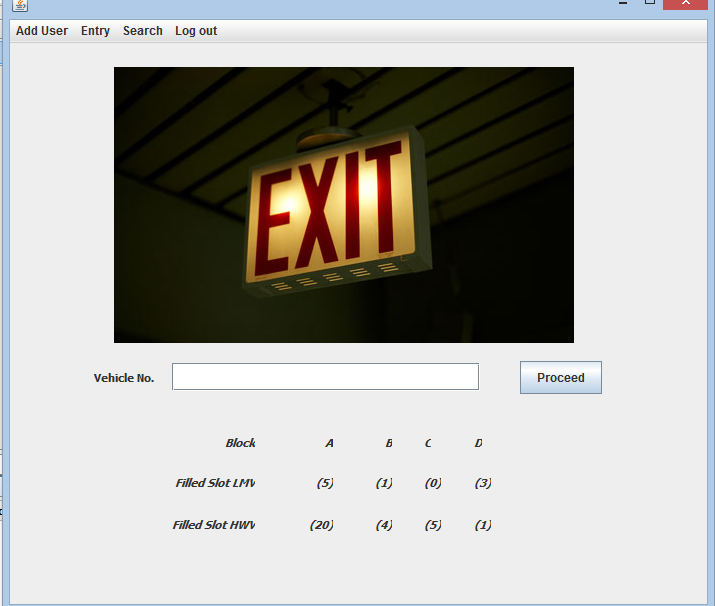 Add User Entry Search Log out
EXIT
Vehicle No. Proceed
Block A B C D
Filled Slot LMV (5) (1) (0) (3)
Filled Slot HWV (20) (4) (5) (1)